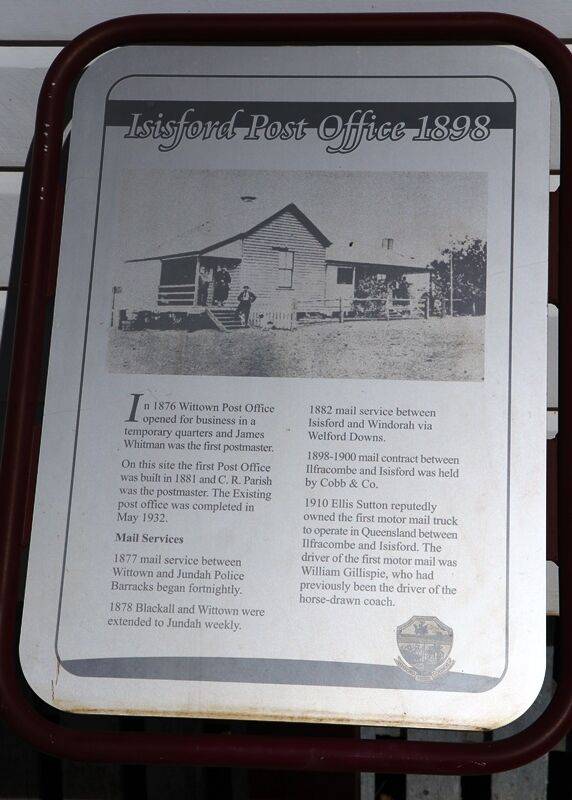 Isisford Post Office 1898
In 1876 Wittown Post Office
opened for business in a
temporary quarters and James
Whitman was the first postmaster.
On this site the first Post Office
was built in 1881 and C. R. Parish
was the postmaster. The Existing
post office was completed in
May 1932.
Mail Services
1877 mail service between
Wittown and Jundah Police
Barracks began fortnightly.
1878 Blackall and Wittown were
extended to Jundah weekly.
1882 mail service between
Isisford and Windorah via
Welford Downs.
1898-1900 mail contract between
Ilfracombe and Isisford was held
by Cobb & Co.
1910 Ellis Sutton reputedly
owned the first motor mail truck
to operate in Queensland between
Ilfracombe and Isisford. The
driver of the first motor mail was
William Gillispie, who had
previously been the driver of the
horse-drawn coach.